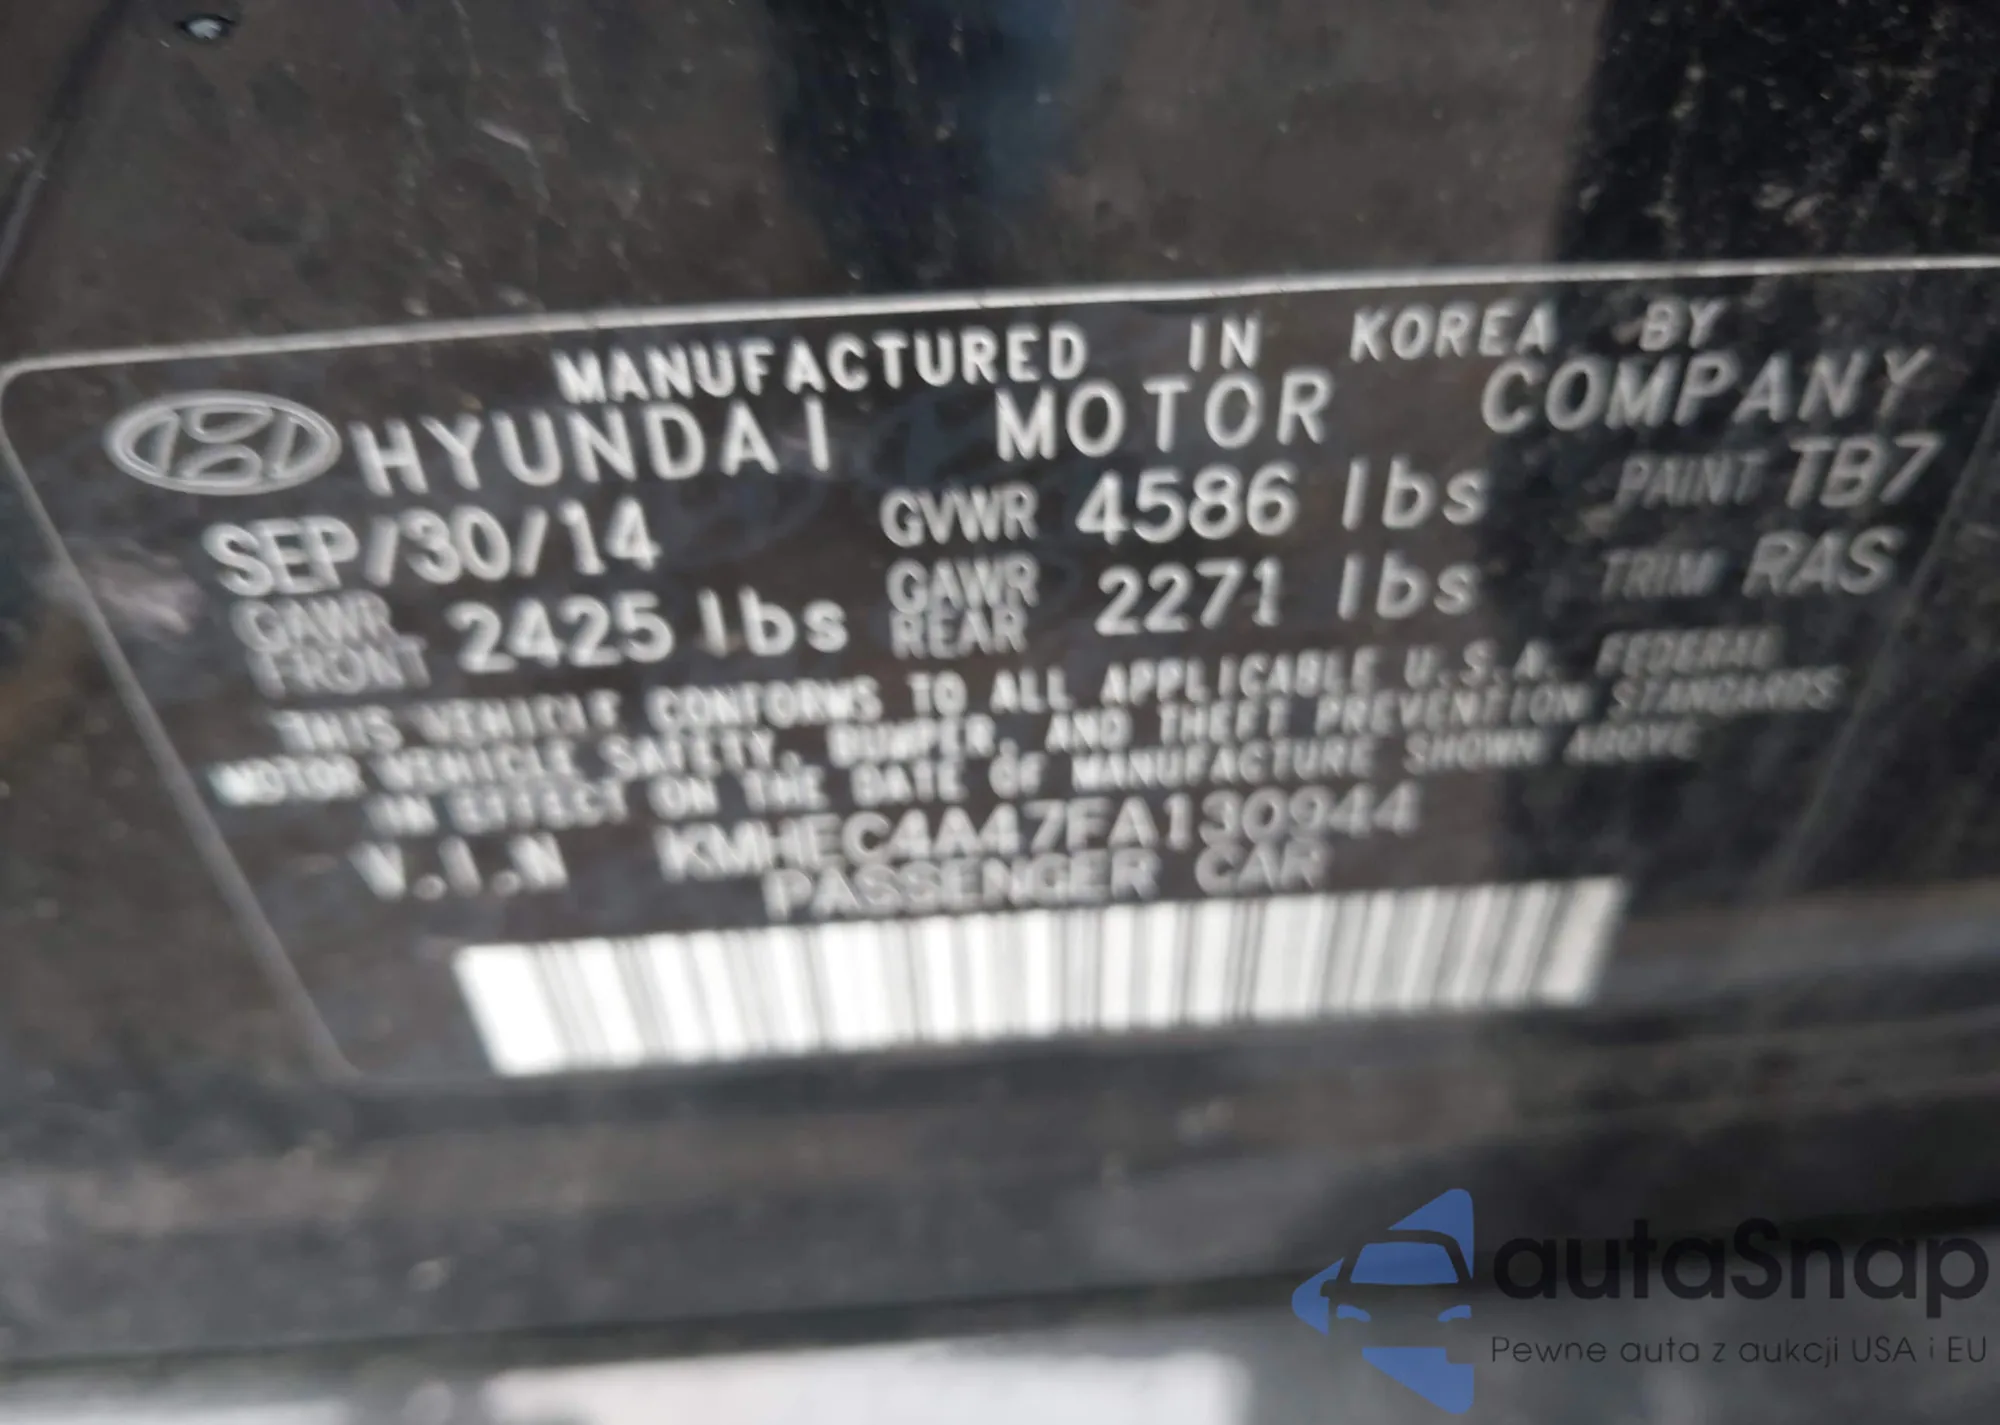 MANUFACTURED IN KOREA BY
HYUNDAI MOTOR COMPANY
SEP/30/14 GVWR 4586 lbs PAINT TB7
GAWR FRONT 2425 lbs GAWR REAR 2271 lbs TRIM RAS
THIS VEHICLE CONFORMS TO ALL APPLICABLE U.S.A. FEDERAL
MOTOR VEHICLE SAFETY, BUMPER, AND THEFT PREVENTION STANDARDS
IN EFFECT ON THE DATE OF MANUFACTURE SHOWN ABOVE
V.I.N KMHEC4A47FA130944
PASSENGER CAR
autaSnap
Pewne auta z aukcji USA i EU